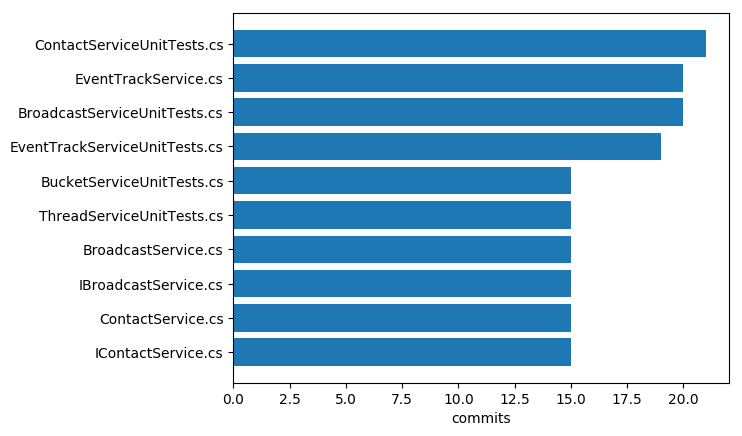 ContactServiceUnitTests.cs
EventTrackService.cs
BroadcastServiceUnitTests.cs
EventTrackServiceUnitTests.cs
BucketServiceUnitTests.cs
ThreadServiceUnitTests.cs
BroadcastService.cs
IBroadcastService.cs
ContactService.cs
IContactService.cs
0.0 2.5 5.0 7.5 10.0 12.5 15.0 17.5 20.0
commits